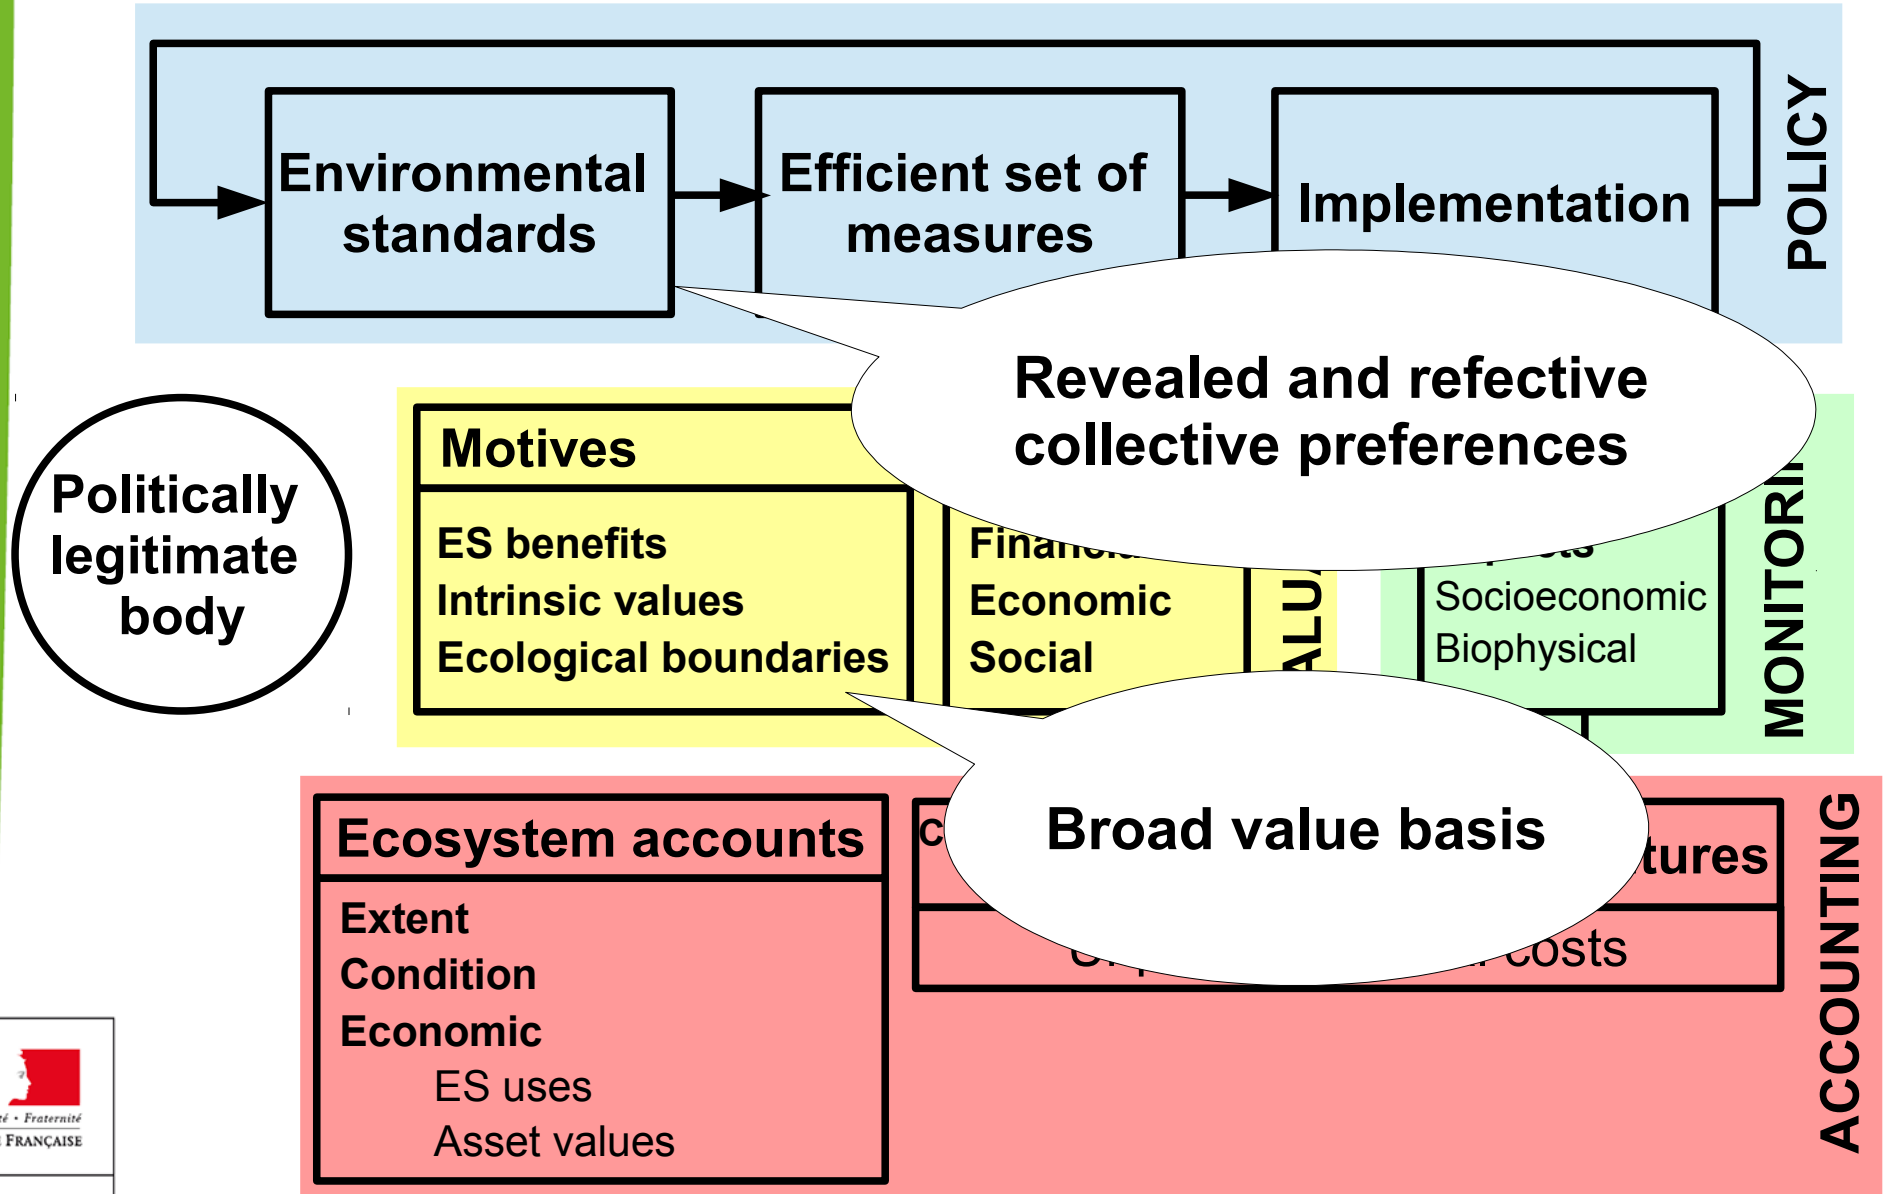 Environmental
standards
Efficient set of
measures
Implementation
POLICY
Revealed and refective
collective preferences
Politically
legitimate
body
Motives
ES benefits
Intrinsic values
Ecological boundaries
Economic
Social
Socioeconomic
Biophysical
Broad value basis
Ecosystem accounts
Extent
Condition
Economic
ES uses
Asset values
costs
ACCOUNTING
FRANÇAISE
Fraternité